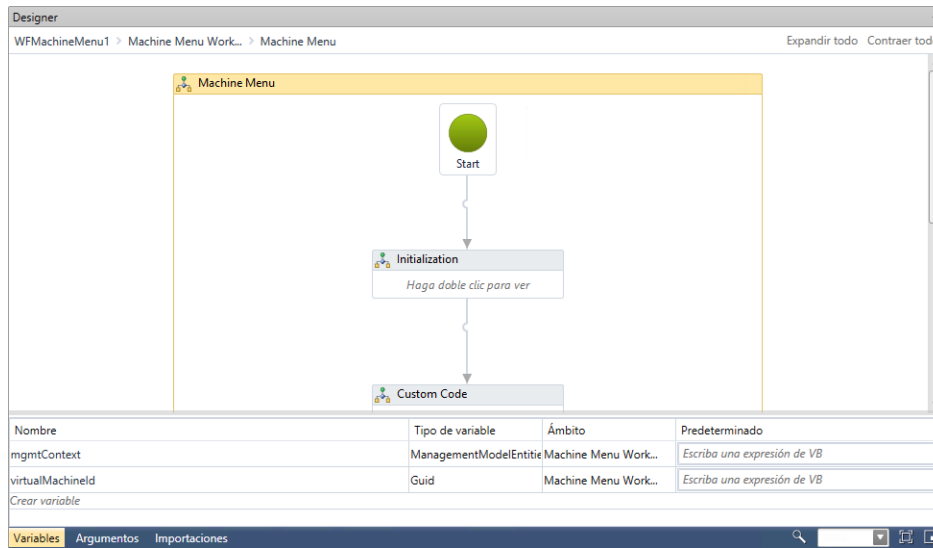 Designer
WFMachineMenu1 > Machine Menu Work... > Machine Menu Expandir todo Contraer tod
Machine Menu
Start
Initialization
Haga doble clic para ver
Custom Code
Nombre Tipo de variable Ámbito Predeterminado
mgmtContext ManagementModelEntitie Machine Menu Work... Escriba una expresión de VB
virtualMachineId Guid Machine Menu Work... Escriba una expresión de VB
Crear variable
Variables Argumentos Importaciones